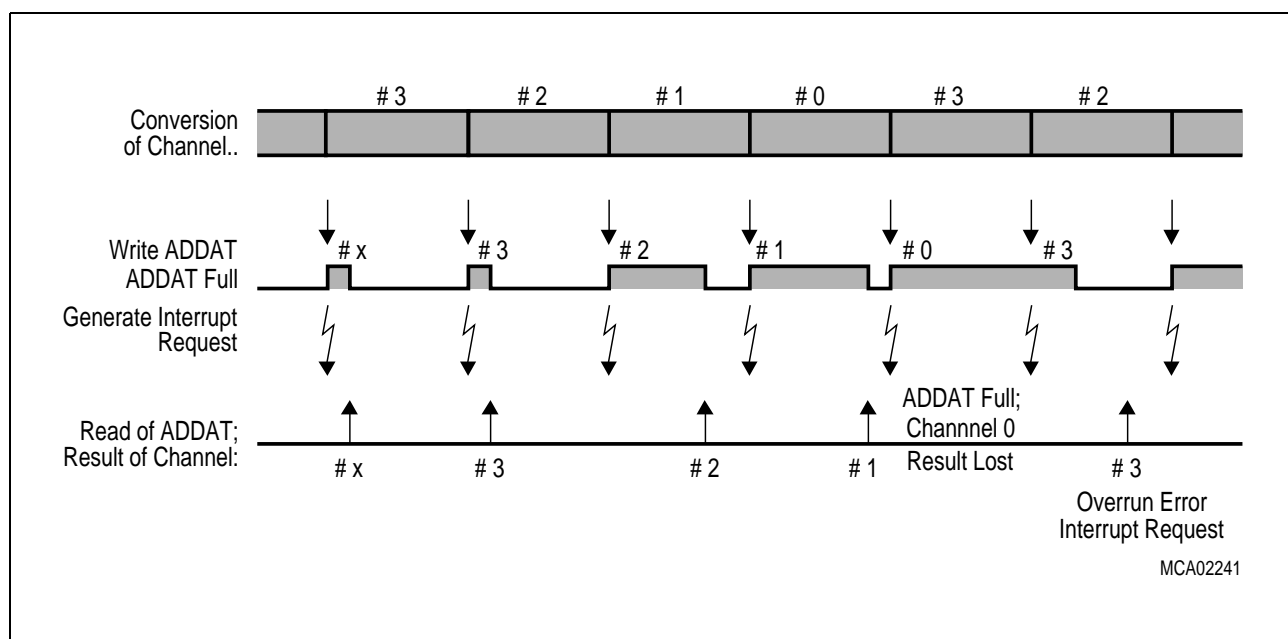 # 3 # 2 # 1 # 0 # 3 # 2
Conversion
of Channel..
Write ADDAT
ADDAT Full
# x # 3 # 2 # 1 # 0 # 3
Generate Interrupt
Request
Read of ADDAT;
Result of Channel:
ADDAT Full;
Channnel 0
Result Lost
# x # 3 # 2 # 1 # 3
Overrun Error
Interrupt Request
MCA02241